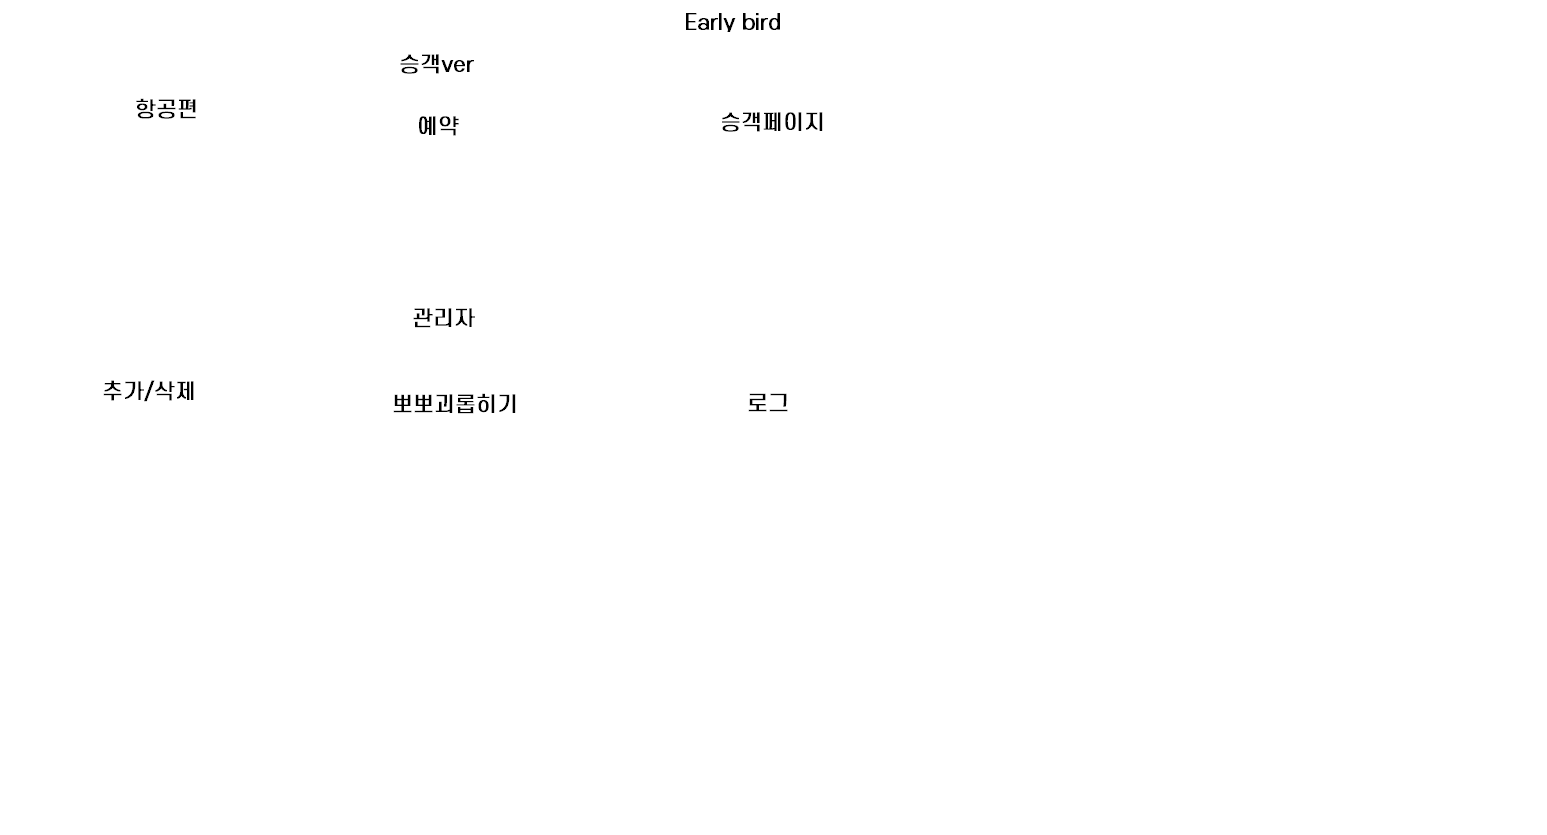 Early bird
승객ver
항공편
예약
승객페이지
관리자
추가/삭제
뽀뽀괴롭히기
로그